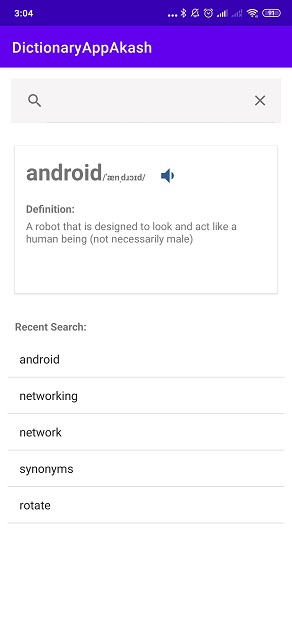 3:04
91
DictionaryAppAkash
android/ˈænˌdɹɔɪd/
Definition:
A robot that is designed to look and act like a
human being (not necessarily male)
Recent Search:
android
networking
network
synonyms
rotate